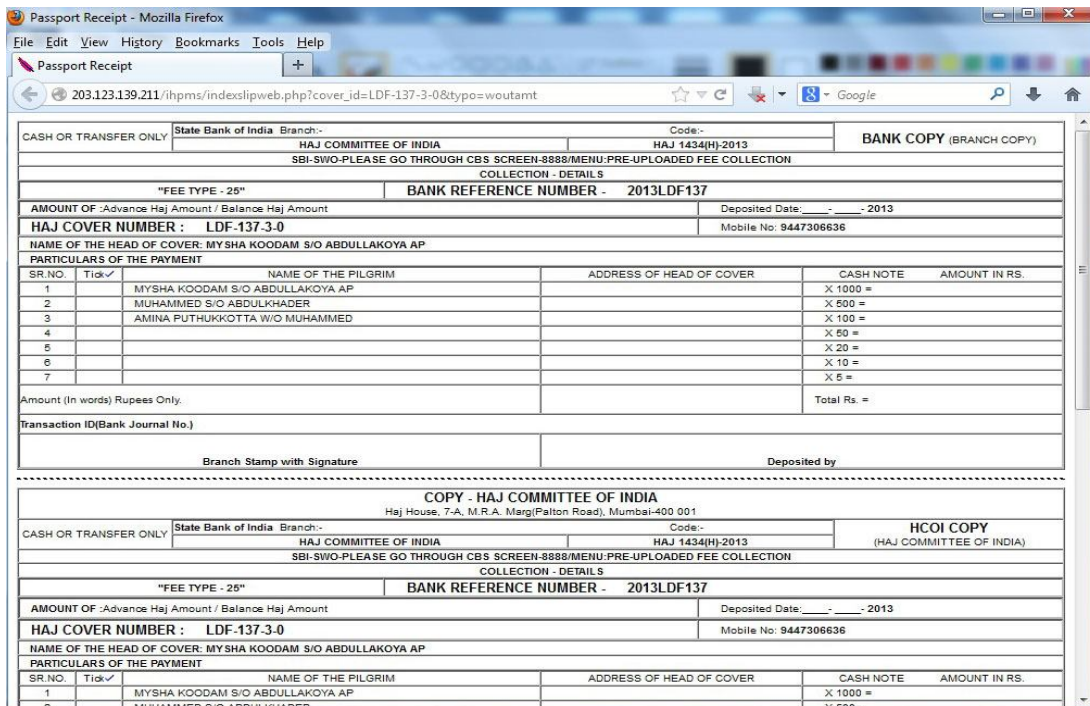 Passport Receipt - Mozilla Firefox
File Edit View History Bookmarks Tools Help
Passport Receipt +
203.123.139.211/ihpms/indexslipweb.php?cover_id=LDF-137-3-0&typo=woutamt Google
CASH OR TRANSFER ONLY State Bank of India Branch:- Code:- BANK COPY (BRANCH COPY)
HAJ COMMITTEE OF INDIA HAJ 1434(H)-2013
SBI-SWO-PLEASE GO THROUGH CBS SCREEN-8888/MENU:PRE-UPLOADED FEE COLLECTION
COLLECTION - DETAILS
"FEE TYPE - 25" BANK REFERENCE NUMBER - 2013LDF137
AMOUNT OF :Advance Haj Amount / Balance Haj Amount Deposited Date:____-____- 2013
HAJ COVER NUMBER : LDF-137-3-0 Mobile No: 9447306636
NAME OF THE HEAD OF COVER: MYSHA KOODAM S/O ABDULLAKOYA AP
PARTICULARS OF THE PAYMENT
SR.NO. Tick✓ NAME OF THE PILGRIM ADDRESS OF HEAD OF COVER CASH NOTE AMOUNT IN RS.
1 MYSHA KOODAM S/O ABDULLAKOYA AP X 1000 =
2 MUHAMMED S/O ABDULKHADER X 500 =
3 AMINA PUTHUKKOTTA W/O MUHAMMED X 100 =
4 X 50 =
5 X 20 =
6 X 10 =
7 X 5 =
Amount (In words) Rupees Only. Total Rs. =
Transaction ID(Bank Journal No.)
Branch Stamp with Signature Deposited by
COPY - HAJ COMMITTEE OF INDIA
Haj House, 7-A, M.R.A. Marg(Palton Road), Mumbai-400 001
CASH OR TRANSFER ONLY State Bank of India Branch:- Code:- HCOI COPY
HAJ COMMITTEE OF INDIA HAJ 1434(H)-2013 (HAJ COMMITTEE OF INDIA)
SBI-SWO-PLEASE GO THROUGH CBS SCREEN-8888/MENU:PRE-UPLOADED FEE COLLECTION
COLLECTION - DETAILS
"FEE TYPE - 25" BANK REFERENCE NUMBER - 2013LDF137
AMOUNT OF :Advance Haj Amount / Balance Haj Amount Deposited Date:____-____- 2013
HAJ COVER NUMBER : LDF-137-3-0 Mobile No: 9447306636
NAME OF THE HEAD OF COVER: MYSHA KOODAM S/O ABDULLAKOYA AP
PARTICULARS OF THE PAYMENT
SR.NO. Tick✓ NAME OF THE PILGRIM ADDRESS OF HEAD OF COVER CASH NOTE AMOUNT IN RS.
1 MYSHA KOODAM S/O ABDULLAKOYA AP X 1000 =